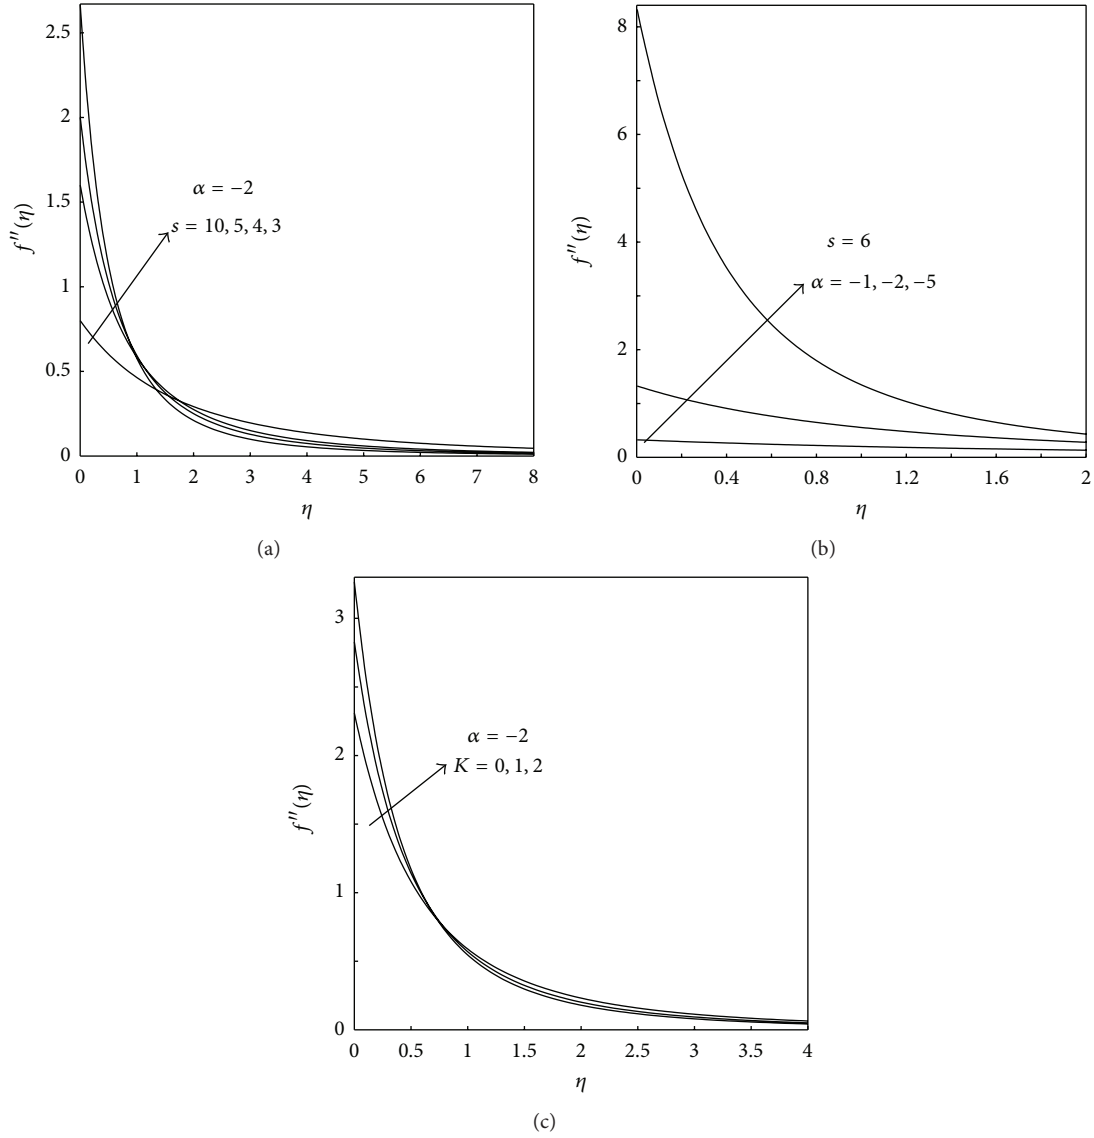 2.5
2
1.5
1
0.5
0
f″(η)
α = −2
s = 10, 5, 4, 3
0 1 2 3 4 5 6 7 8
η
(a)
8
6
4
2
0
f″(η)
s = 6
α = −1, −2, −5
0 0.4 0.8 1.2 1.6 2
η
(b)
3
2
1
0
f″(η)
α = −2
K = 0, 1, 2
0 0.5 1 1.5 2 2.5 3 3.5 4
η
(c)